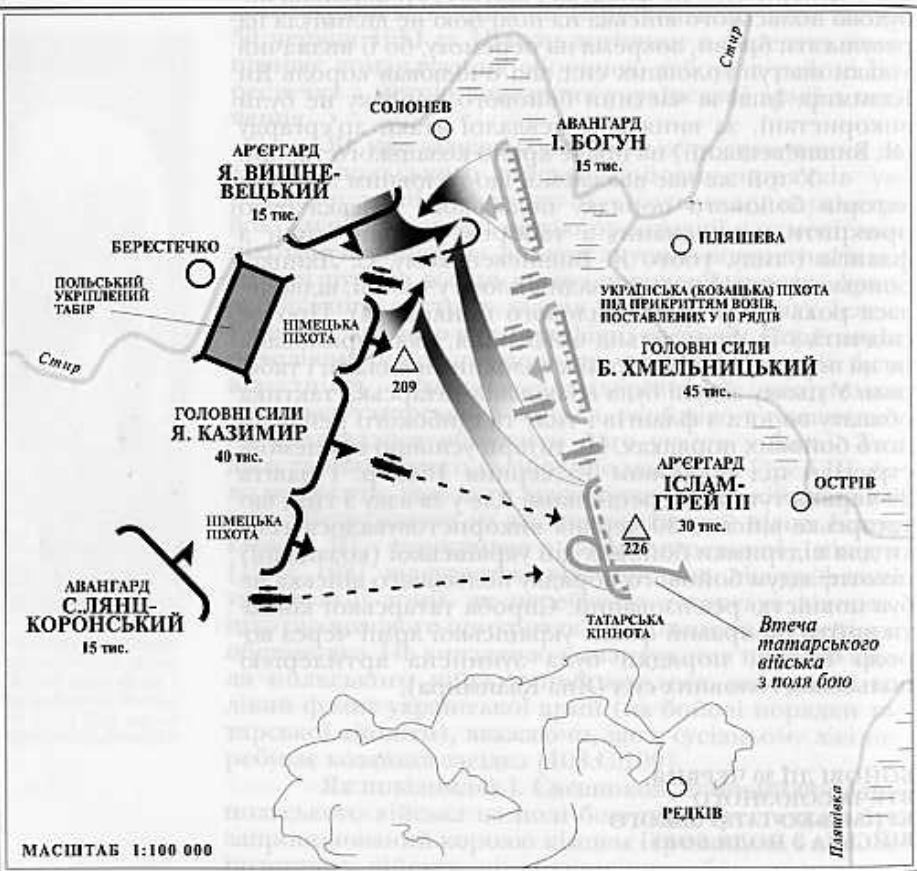 Стир
СОЛОНЕВ
АВАНГАРД
І. БОГУН
15 тис.
АР'ЄРГАРД
Я. ВИШНЕ-
ВЕЦЬКИЙ
15 тис.
БЕРЕСТЕЧКО
ПЛЯШЕВА
ПОЛЬСЬКИЙ
УКРІПЛЕНИЙ
ТАБІР
УКРАЇНСЬКА (КОЗАЦЬКА) ПІХОТА
ПІД ПРИКРИТТЯМ ВОЗІВ,
ПОСТАВЛЕНИХ У 10 РЯДІВ
НІМЕЦЬКА
ПІХОТА
ГОЛОВНІ СИЛИ
Б. ХМЕЛЬНИЦЬКИЙ
45 тис.
Стир
209
ГОЛОВНІ СИЛИ
Я. КАЗИМИР
40 тис.
АР'ЄРГАРД
ІСЛАМ-
ГІРЕЙ ІІІ
30 тис.
ОСТРІВ
НІМЕЦЬКА
ПІХОТА
226
АВАНГАРД
С.ЛЯНЦ-
КОРОНСЬКИЙ
15 тис.
ТАТАРСЬКА
КІННОТА
Втеча
татарського
війська
з поля бою
РЕДКІВ
Пляшівка
МАСШТАБ 1:100 000